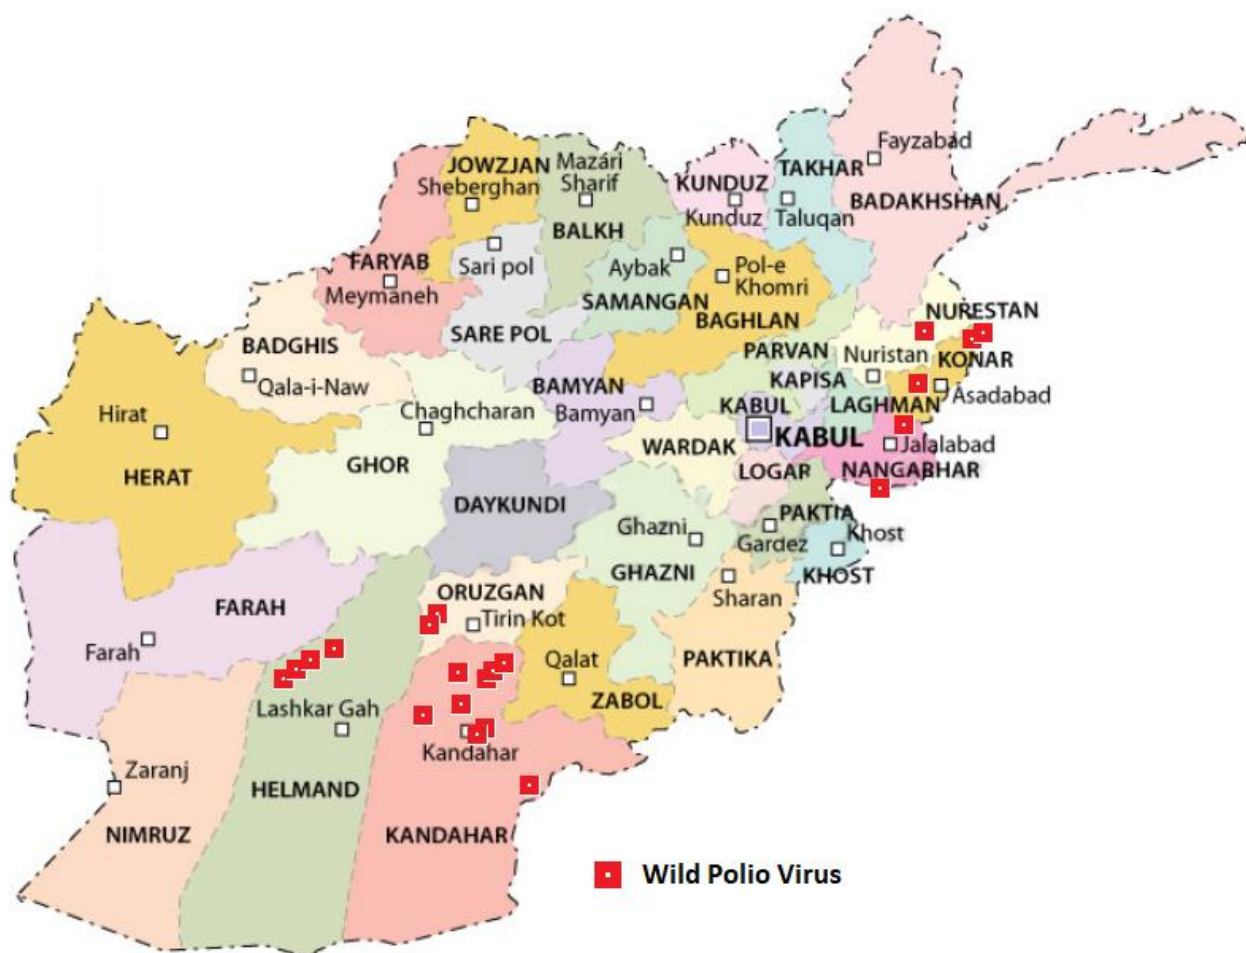 JOWZJAN
Sheberghan
Mazári
Sharif
BALKH
KUNDUZ
Kunduz
TAKHAR
Taluqan
Fayzabad
BADAKHSHAN
FARYAB
Meymaneh
Sari pol
SARE POL
Aybak
SAMANGAN
Pol-e
Khomri
BAGHLAN
NURESTAN
Nuristan
KONAR
Asadabad
BADGHIS
Qala-i-Naw
BAMYAN
Bamyan
PARVAN
KAPISA
LAGHMAN
KABUL
KABUL
Jalalabad
NANGARHAR
Hirat
HERAT
Chaghcharan
GHOR
WARDAK
LOGAR
DAYKUNDI
PAKTIA
Gardez
Khost
KHOST
Ghazni
GHAZNI
Sharan
PAKTIKA
ORUZGAN
Tirin Kot
FARAH
Farah
Qalat
ZABOL
Lashkar Gah
HELMAND
Kandahar
KANDAHAR
Zaranj
NIMRUZ
Wild Polio Virus